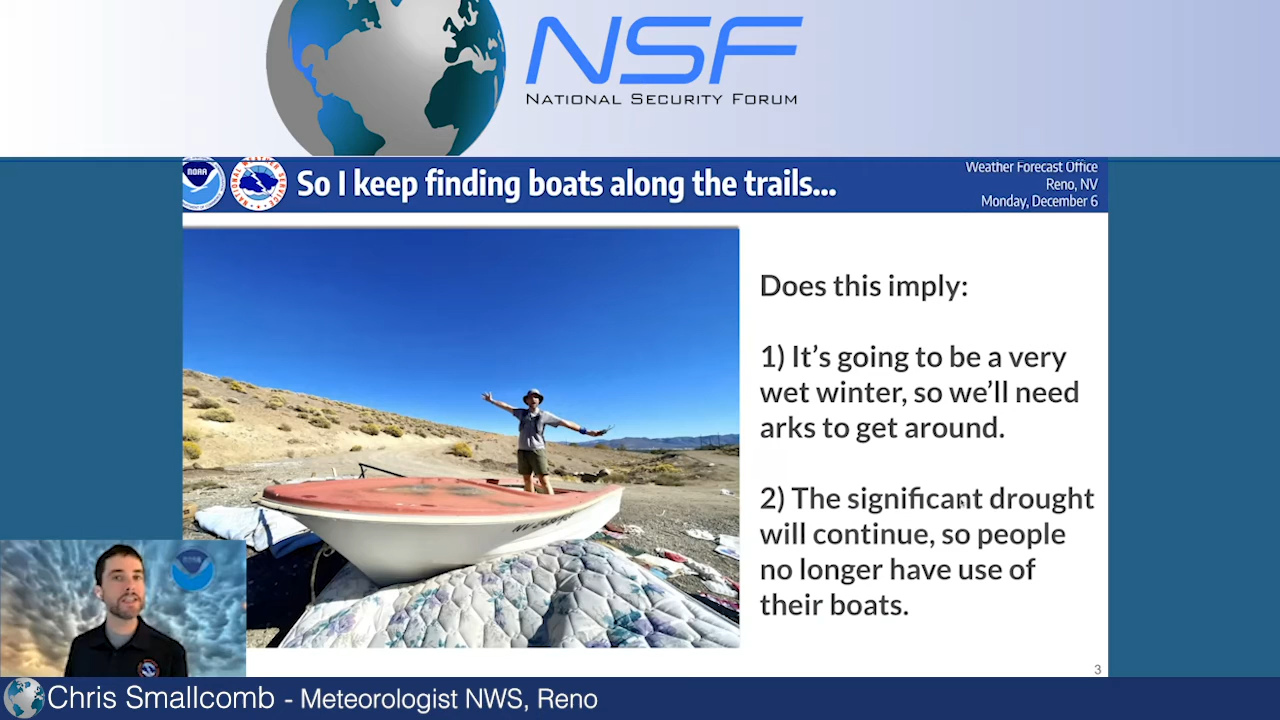 NSF
National Security Forum
NOAA
So I keep finding boats along the trails...
Weather Forecast Office
Reno, NV
Monday, December 6
Does this imply:
1) It's going to be a very
wet winter, so we'll need
arks to get around.
2) The significant drought
will continue, so people
no longer have use of
their boats.
3
Chris Smallcomb - Meteorologist NWS, Reno